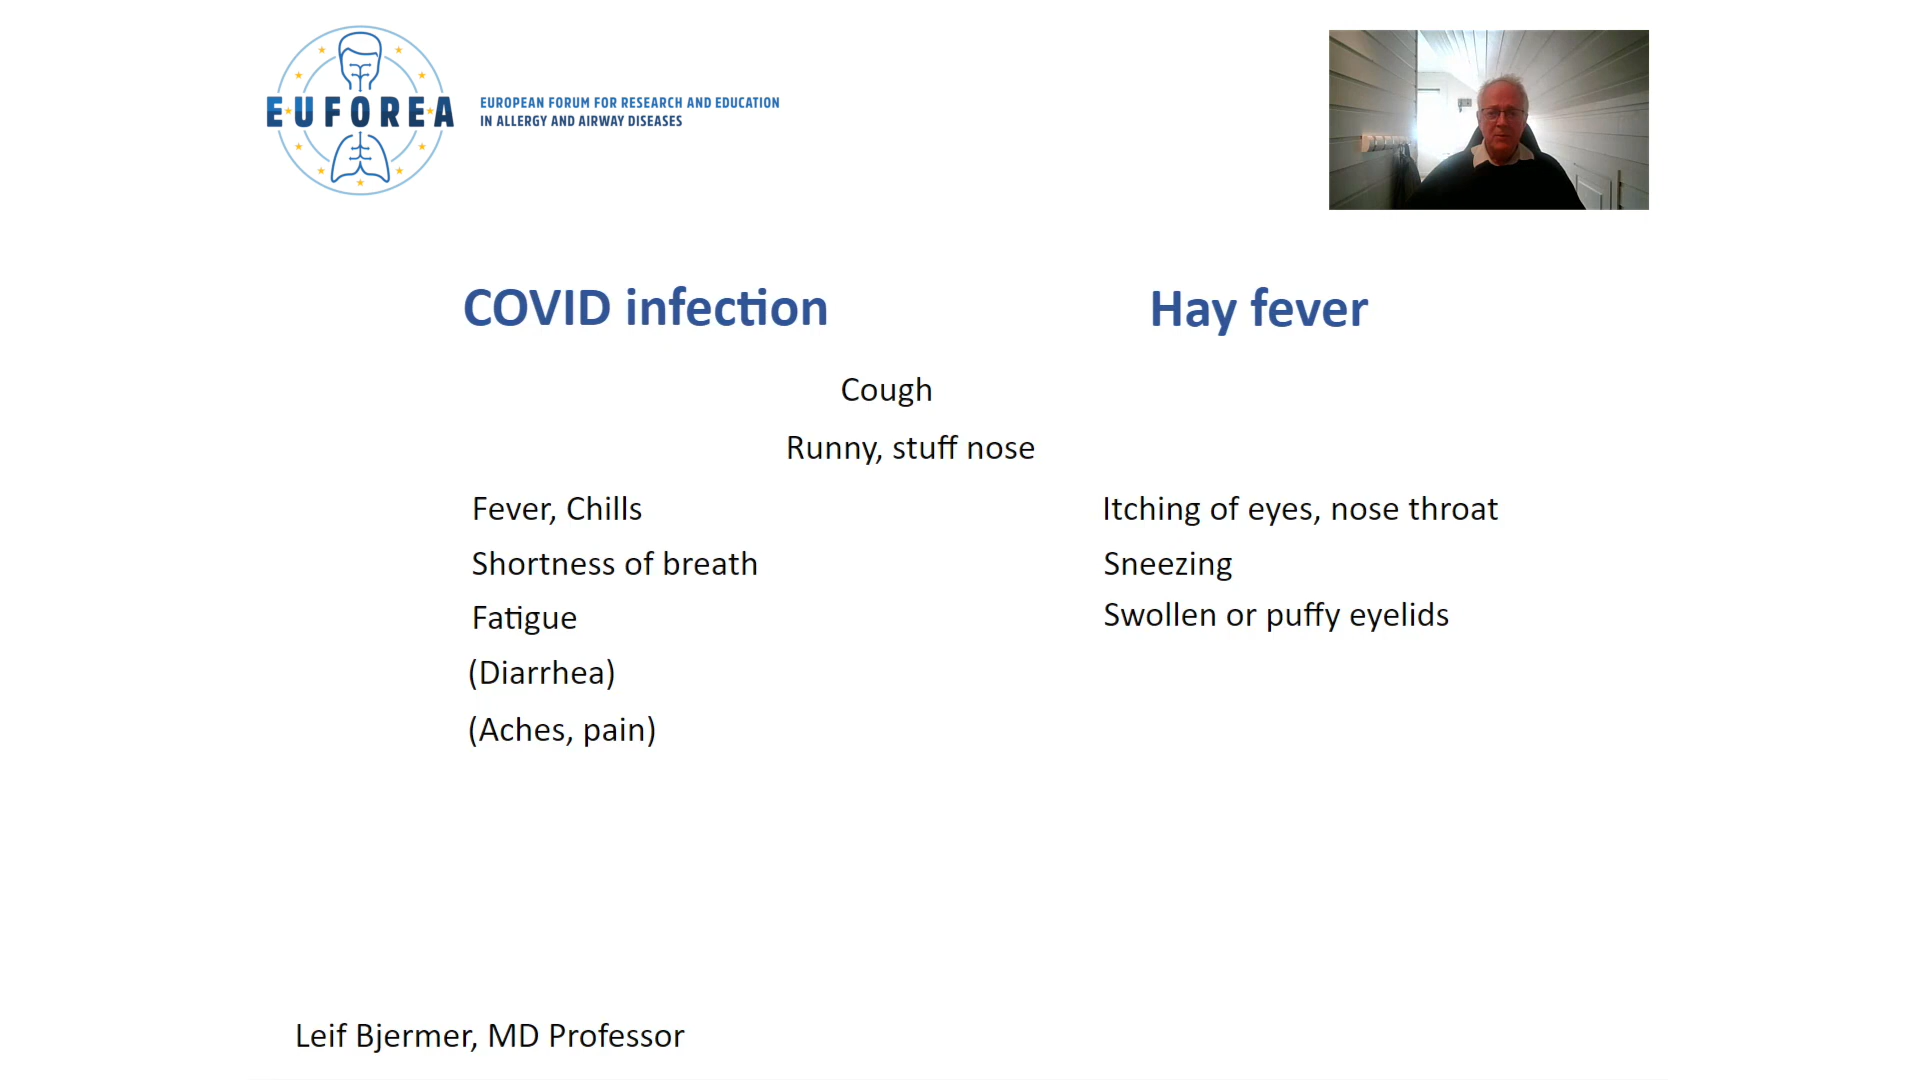 EUFOREA
EUROPEAN FORUM FOR RESEARCH AND EDUCATION
IN ALLERGY AND AIRWAY DISEASES
COVID infection
Hay fever
Cough
Runny, stuff nose
Fever, Chills
Itching of eyes, nose throat
Shortness of breath
Sneezing
Fatigue
Swollen or puffy eyelids
(Diarrhea)
(Aches, pain)
Leif Bjermer, MD Professor